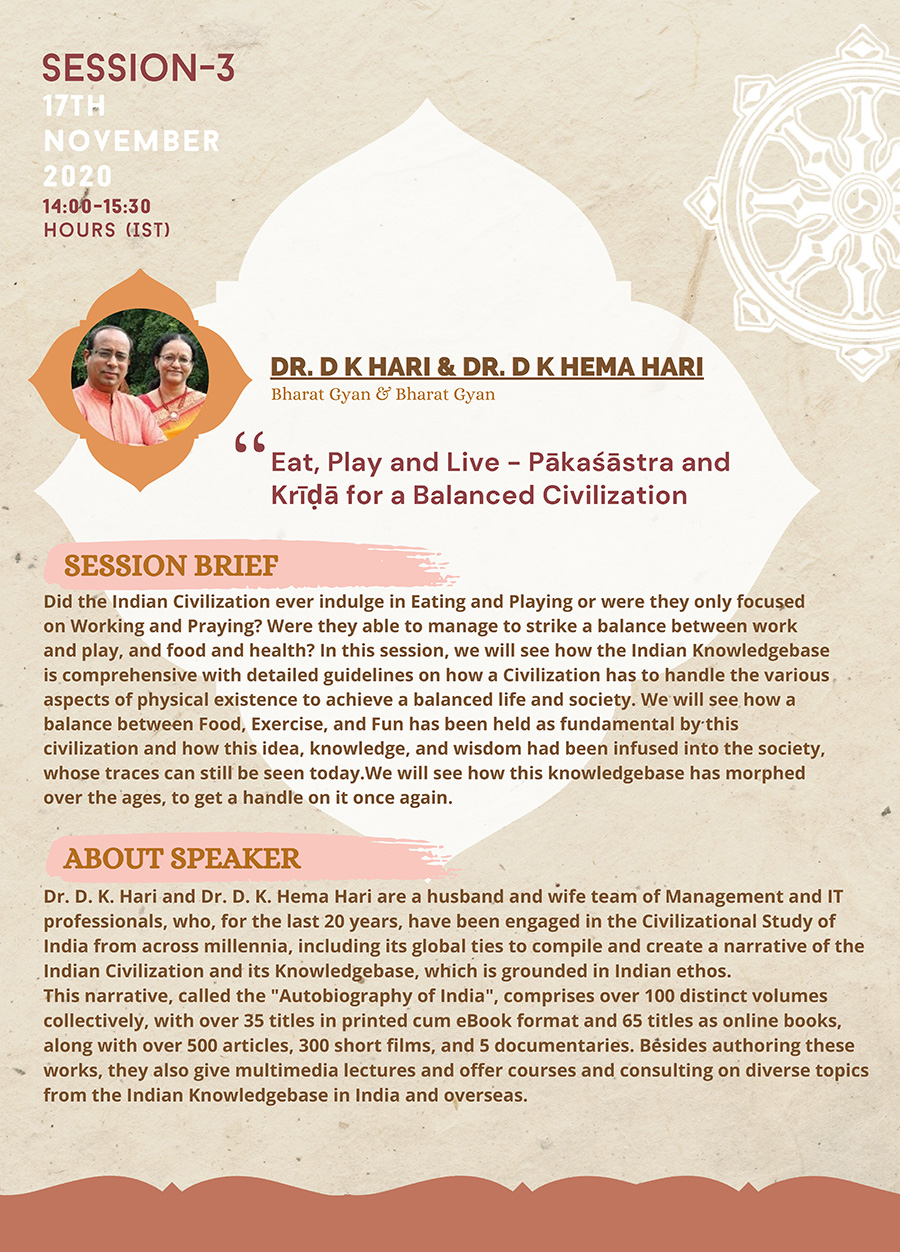 SESSION-3
17TH
NOVEMBER
2020
14:00-15:30
HOURS (IST)
DR. D K HARI & DR. D K HEMA HARI
Bharat Gyan & Bharat Gyan
“ Eat, Play and Live – Pākaśāstra and
Krīḍā for a Balanced Civilization
SESSION BRIEF
Did the Indian Civilization ever indulge in Eating and Playing or were they only focused
on Working and Praying? Were they able to manage to strike a balance between work
and play, and food and health? In this session, we will see how the Indian Knowledgebase
is comprehensive with detailed guidelines on how a Civilization has to handle the various
aspects of physical existence to achieve a balanced life and society. We will see how a
balance between Food, Exercise, and Fun has been held as fundamental by this
civilization and how this idea, knowledge, and wisdom had been infused into the society,
whose traces can still be seen today.We will see how this knowledgebase has morphed
over the ages, to get a handle on it once again.
ABOUT SPEAKER
Dr. D. K. Hari and Dr. D. K. Hema Hari are a husband and wife team of Management and IT
professionals, who, for the last 20 years, have been engaged in the Civilizational Study of
India from across millennia, including its global ties to compile and create a narrative of the
Indian Civilization and its Knowledgebase, which is grounded in Indian ethos.
This narrative, called the "Autobiography of India", comprises over 100 distinct volumes
collectively, with over 35 titles in printed cum eBook format and 65 titles as online books,
along with over 500 articles, 300 short films, and 5 documentaries. Besides authoring these
works, they also give multimedia lectures and offer courses and consulting on diverse topics
from the Indian Knowledgebase in India and overseas.